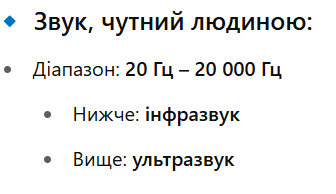 Звук, чутний людиною:
Діапазон: 20 Гц – 20 000 Гц
Нижче: інфразвук
Вище: ультразвук